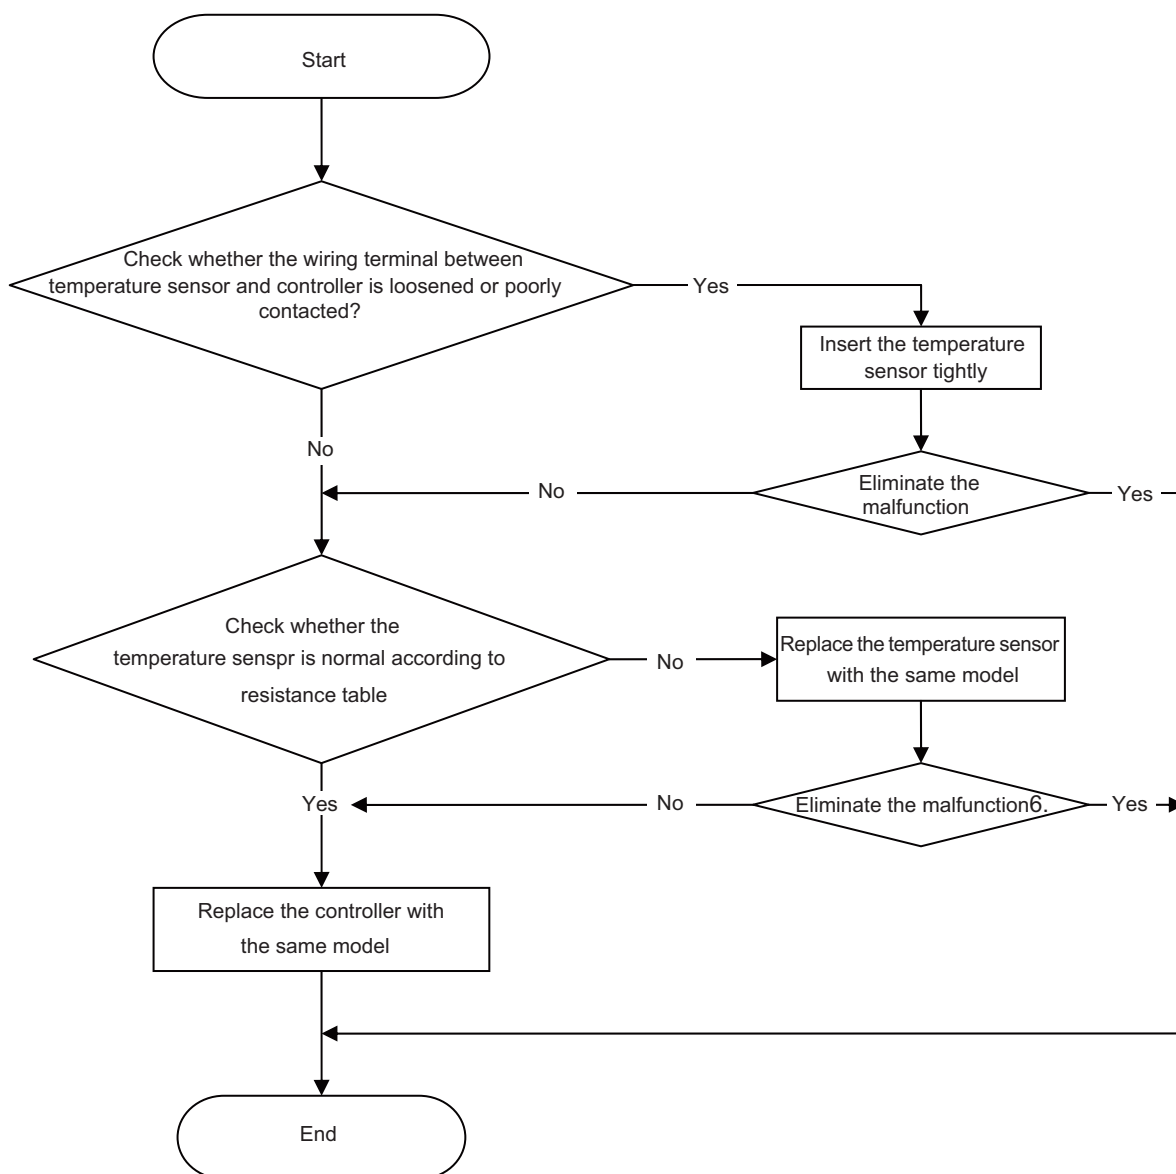 Start
Check whether the wiring terminal between
temperature sensor and controller is loosened or poorly
contacted?
Yes
Insert the temperature
sensor tightly
No
Eliminate the
malfunction
No
Yes
Check whether the
temperature senspr is normal according to
resistance table
No
Replace the temperature sensor
with the same model
Yes
No
Eliminate the malfunction6.
Yes
Replace the controller with
the same model
End